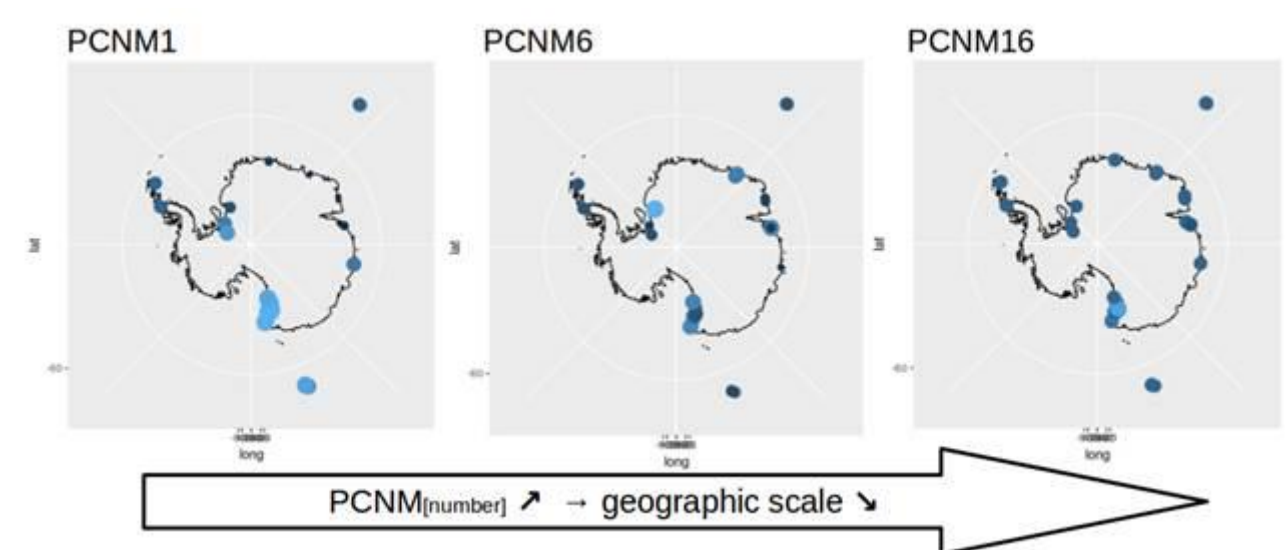 PCNM1
PCNM6
PCNM16
lat
lat
lat
-60
-60
-60
long
long
long
PCNM[number] ↗ → geographic scale ↘